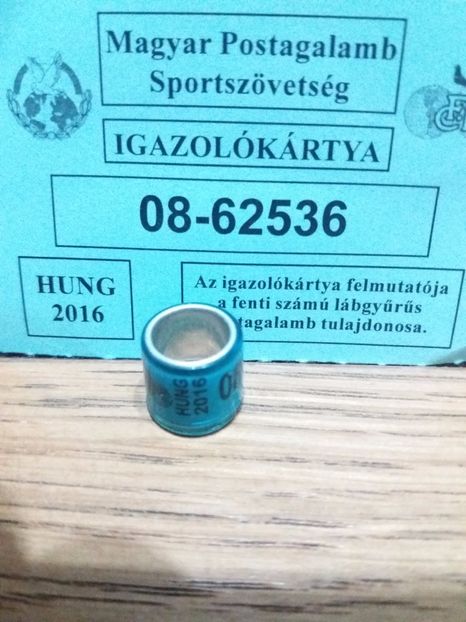 Magyar Postagalamb
Sportszövetség
IGAZOLÓKÁRTYA
08-62536
HUNG
2016
Az igazolókártya felmutatója
a fenti számú lábgyűrűs
tulajdonosa.
HUNG
2016